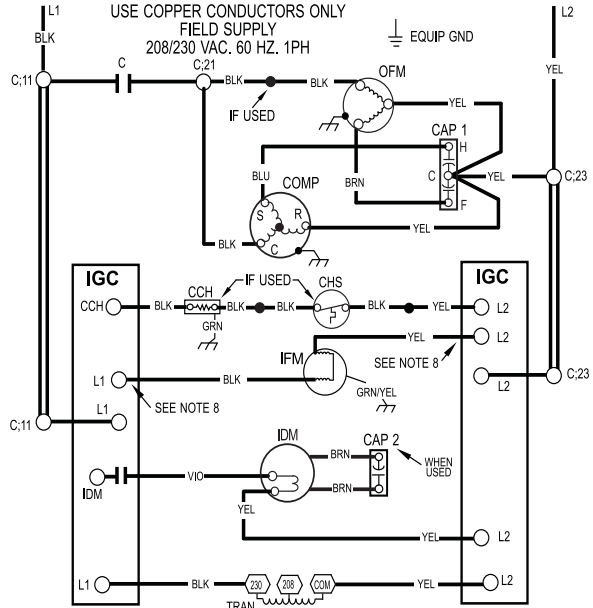 L1
USE COPPER CONDUCTORS ONLY
L2
FIELD SUPPLY
BLK
208/230 VAC. 60 HZ. 1PH
EQUIP GND
C
C;21
OFM
YEL
C;11
BLK
BLK
IF USED
YEL
CAP 1
H
BLU
COMP
BRN
C
YEL
C;23
S
R
F
YEL
BLK
C
IGC
IF USED
IGC
CCH
CHS
CCH
BLK
BLK
BLK
BLK
YEL
L2
GRN
YEL
L2
IFM
SEE NOTE 8
L1
BLK
L2
C;23
GRN/YEL
L1
SEE NOTE 8
C;11
IDM
CAP 2
BRN
WHEN
USED
VIO
IDM
BRN
YEL
YEL
L2
L1
BLK
230
208
COM
YEL
L2
TRAN